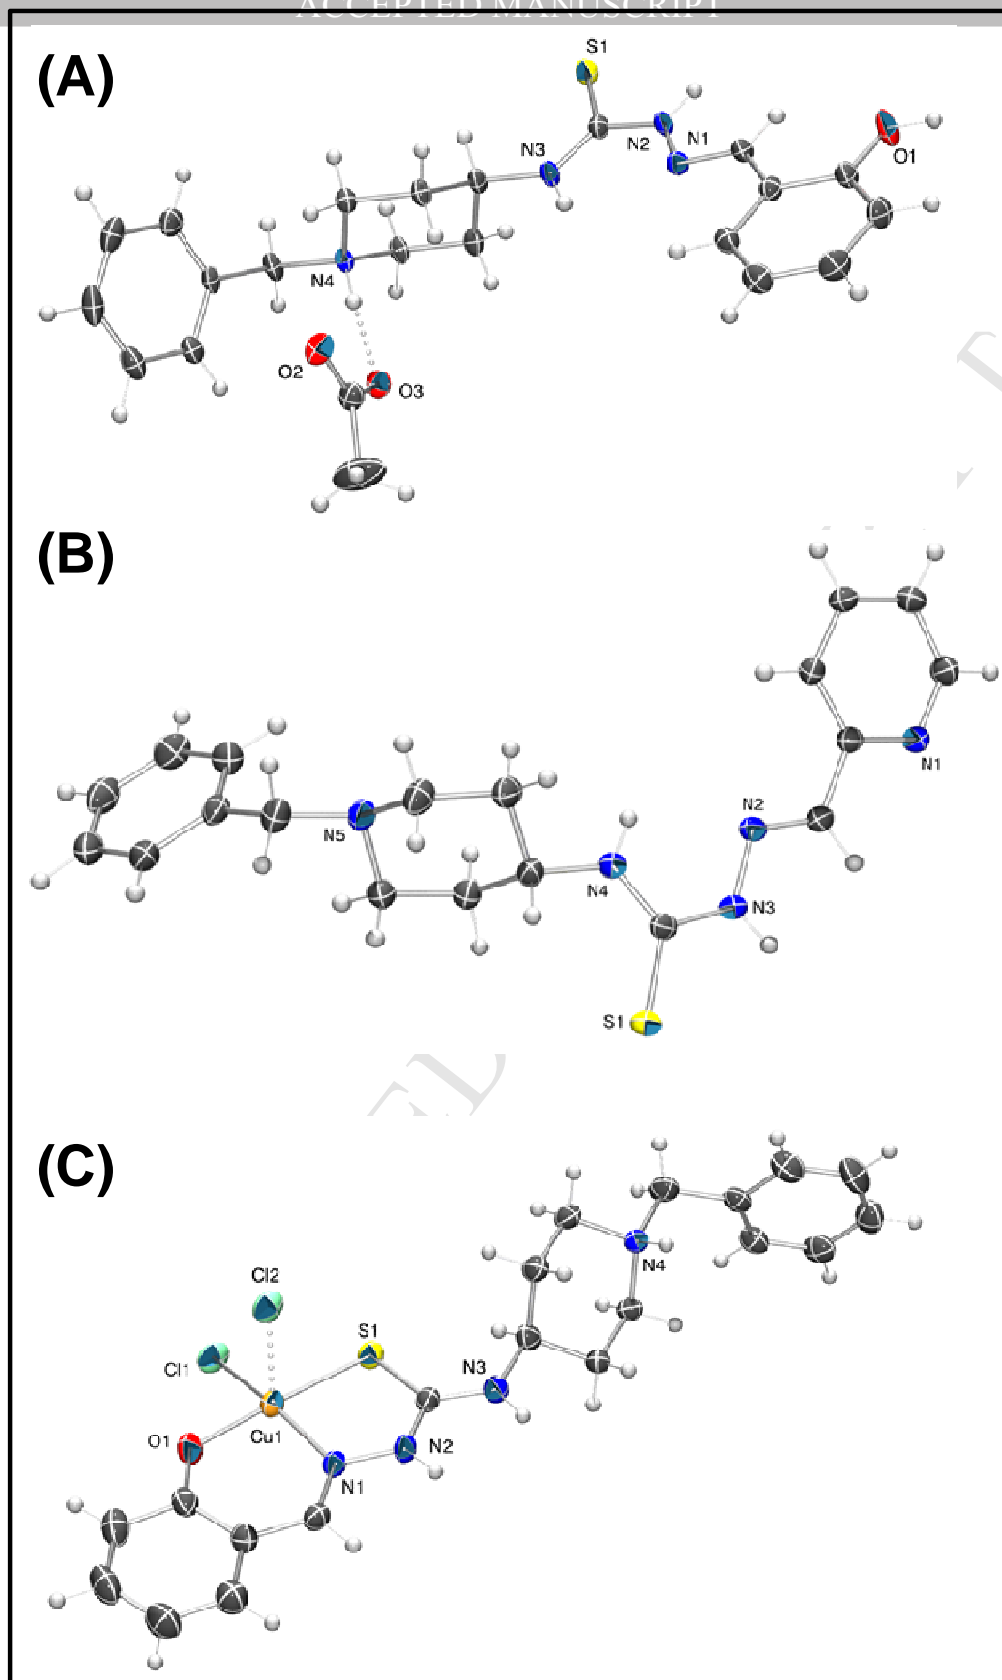 ACCEPTED MANUSCRIPT
(A)
S1
N3
N2
N1
O1
N4
O2
O3
(B)
N1
N2
N5
N4
N3
S1
(C)
Cl2
N4
S1
Cl1
N3
Cu1
O1
N2
N1